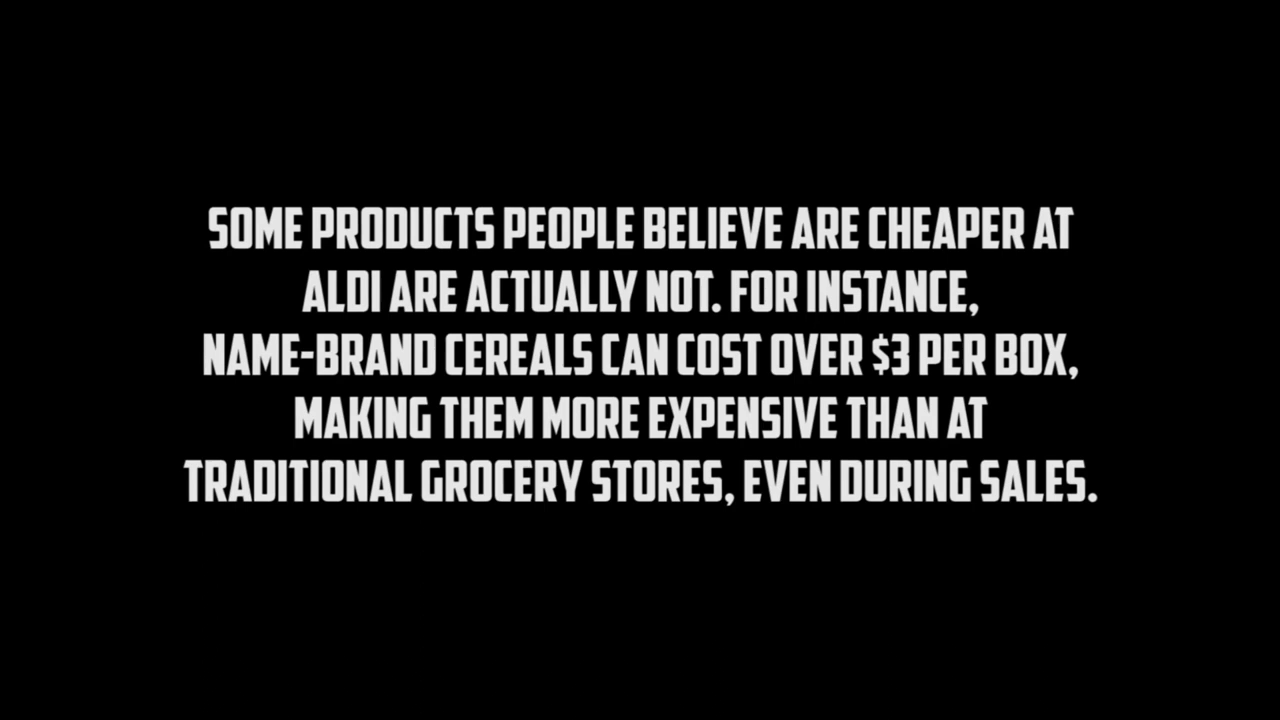 SOME PRODUCTS PEOPLE BELIEVE ARE CHEAPER AT
ALDI ARE ACTUALLY NOT. FOR INSTANCE,
NAME-BRAND CEREALS CAN COST OVER $3 PER BOX,
MAKING THEM MORE EXPENSIVE THAN AT
TRADITIONAL GROCERY STORES, EVEN DURING SALES.